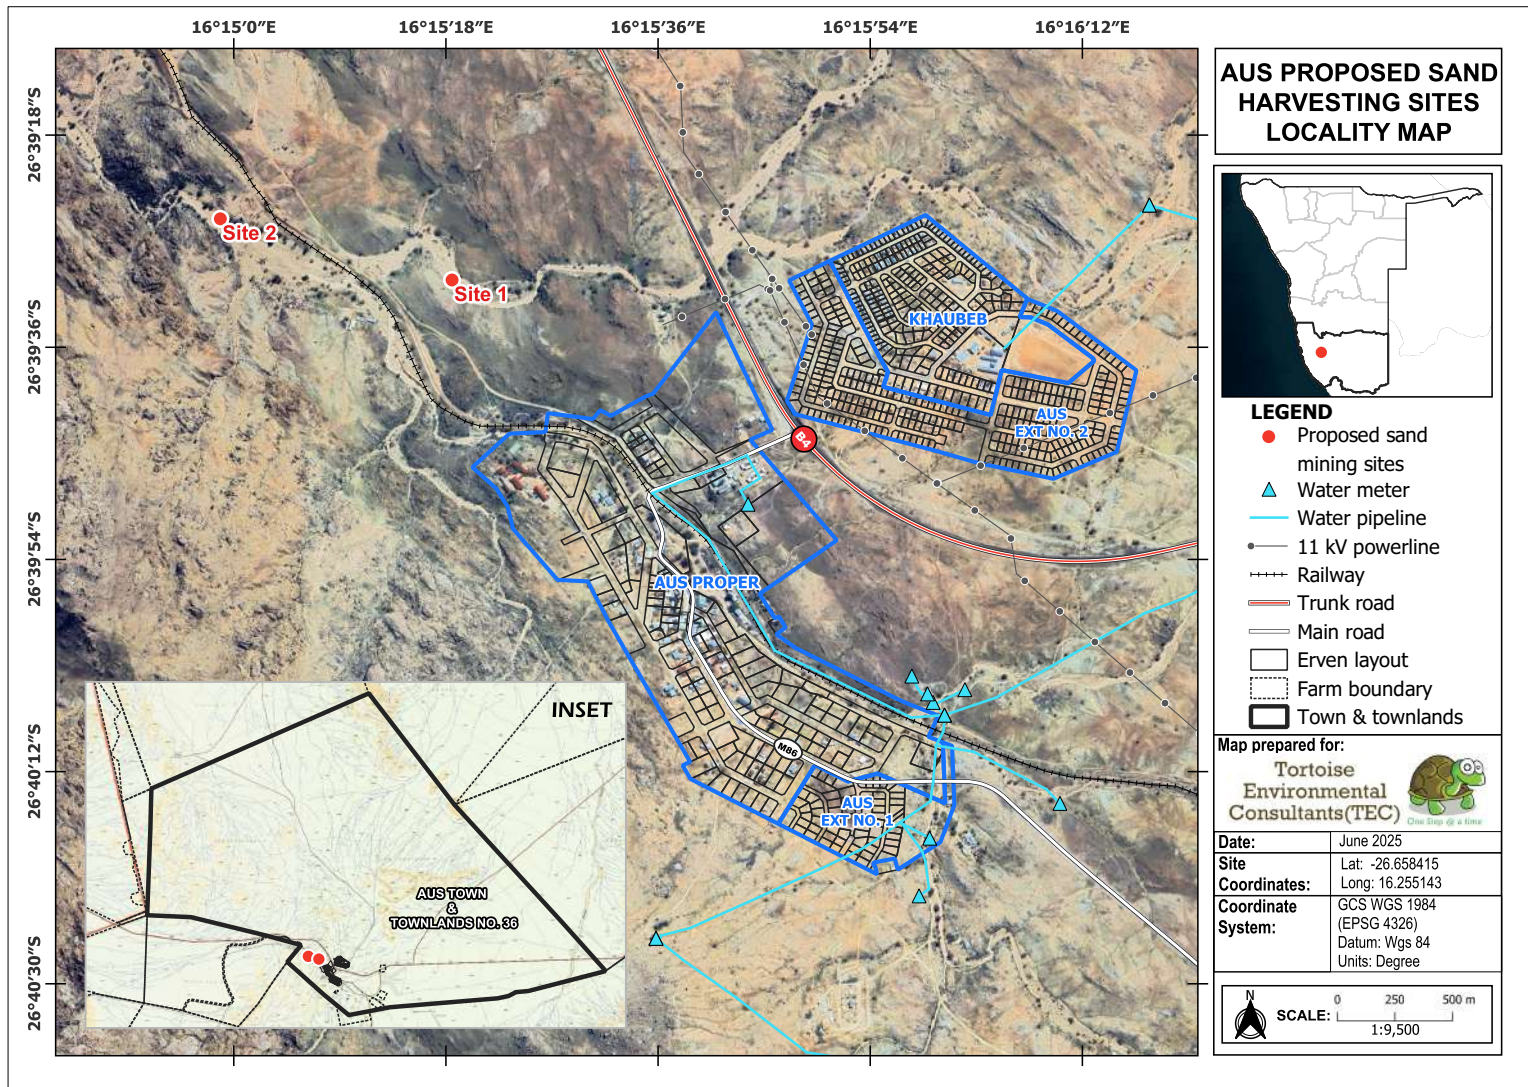 16°15′0″E
16°15′18″E
16°15′36″E
16°15′54″E
16°16′12″E
26°39′18″S
26°39′36″S
26°39′54″S
26°40′12″S
26°40′30″S
Site 2
Site 1
KHAUBEB
AUS
EXT NO. 2
B4
AUS PROPER
M86
AUS
EXT NO. 1
INSET
AUS TOWN
&
TOWNLANDS NO. 36
AUS PROPOSED SAND
HARVESTING SITES
LOCALITY MAP
LEGEND
Proposed sand
mining sites
Water meter
Water pipeline
11 kV powerline
Railway
Trunk road
Main road
Erven layout
Farm boundary
Town & townlands
Map prepared for:
Tortoise
Environmental
Consultants(TEC)
One Step @ a time
Date: June 2025
Site Lat: -26.658415
Coordinates: Long: 16.255143
Coordinate GCS WGS 1984
System: (EPSG 4326)
Datum: Wgs 84
Units: Degree
N
SCALE:
0 250 500 m
1:9,500